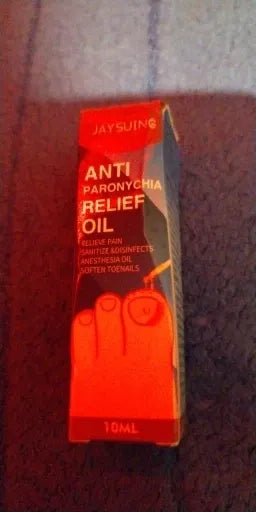 JAYSUING
ANTI
PARONYCHIA
RELIEF
OIL
RELIEVE PAIN
SANITIZE &DISINFECTS
ANESTHESIA OIL
SOFTEN TOENAILS
10ML